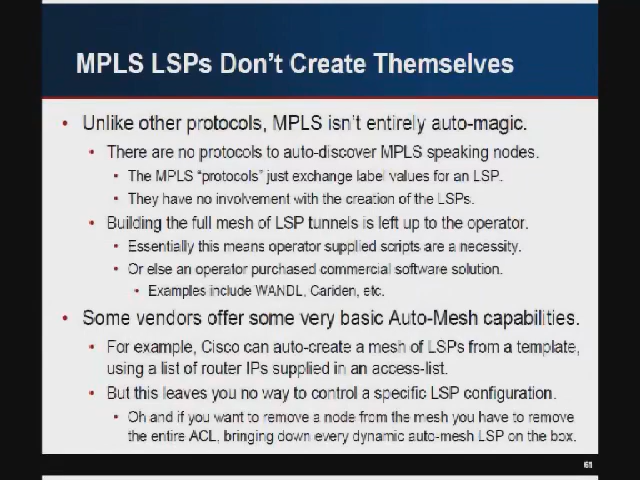 MPLS LSPs Don't Create Themselves
• Unlike other protocols, MPLS isn't entirely auto-magic.
• There are no protocols to auto-discover MPLS speaking nodes.
• The MPLS "protocols" just exchange label values for an LSP.
• They have no involvement with the creation of the LSPs.
• Building the full mesh of LSP tunnels is left up to the operator.
• Essentially this means operator supplied scripts are a necessity.
• Or else an operator purchased commercial software solution.
• Examples include WANDL, Cariden, etc.
• Some vendors offer some very basic Auto-Mesh capabilities.
• For example, Cisco can auto-create a mesh of LSPs from a template,
using a list of router IPs supplied in an access-list.
• But this leaves you no way to control a specific LSP configuration.
• Oh and if you want to remove a node from the mesh you have to remove
the entire ACL, bringing down every dynamic auto-mesh LSP on the box.
61